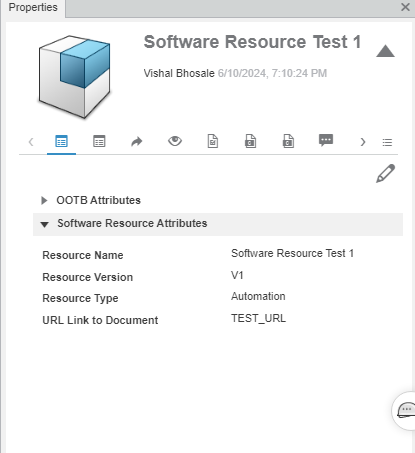 Properties
Software Resource Test 1
Vishal Bhosale 6/10/2024, 7:10:24 PM
OOTB Attributes
Software Resource Attributes
Resource Name Software Resource Test 1
Resource Version V1
Resource Type Automation
URL Link to Document TEST_URL